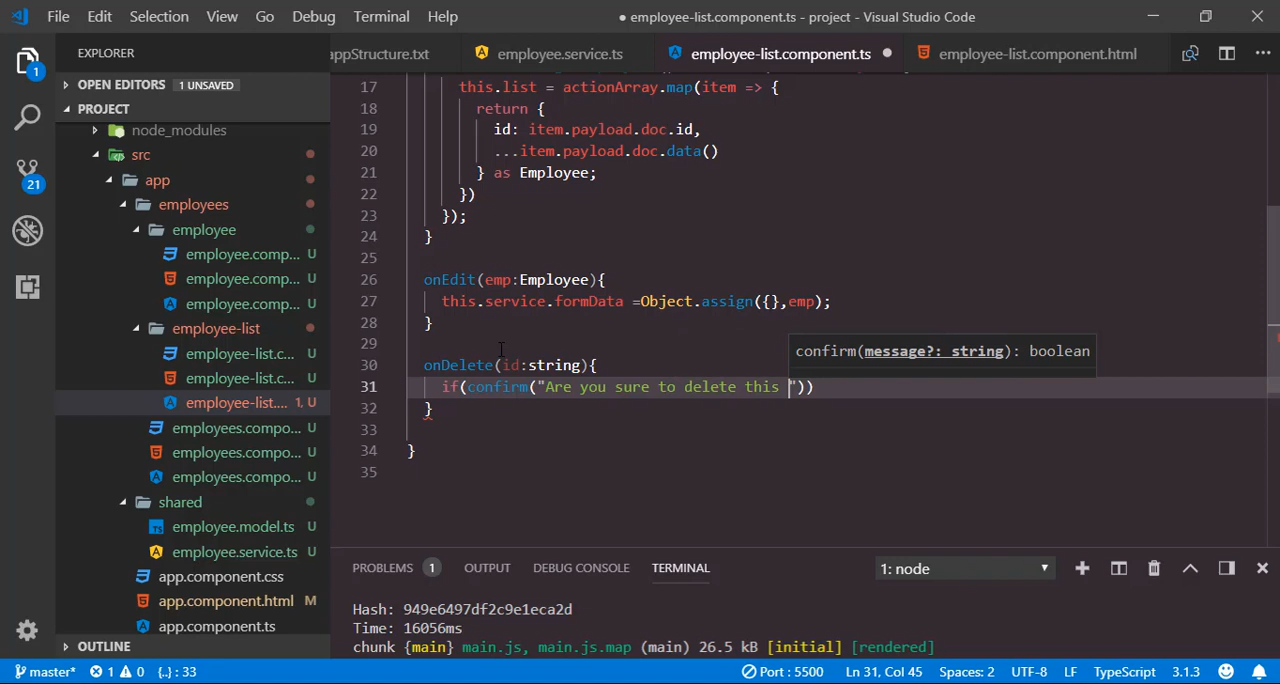 File Edit Selection View Go Debug Terminal Help ● employee-list.component.ts - project - Visual Studio Code
EXPLORER
appStructure.txt employee.service.ts employee-list.component.ts employee-list.component.html
1
OPEN EDITORS 1 UNSAVED
PROJECT
node_modules
src
app
employees
employee
employee.comp... U
employee.comp... U
employee.comp... U
employee-list
employee-list.c... U
employee-list.c... U
employee-list.... 1, U
employees.compo... U
employees.compo... U
employees.compo... U
shared
employee.model.ts U
employee.service.ts U
app.component.css
app.component.html M
app.component.ts
OUTLINE
21
17 this.list = actionArray.map(item => {
18 return {
19 id: item.payload.doc.id,
20 ...item.payload.doc.data()
21 } as Employee;
22 })
23 });
24 }
25
26 onEdit(emp:Employee){
27 this.service.formData =Object.assign({},emp);
28 }
29
30 onDelete(id:string){
confirm(message?: string): boolean
31 if(confirm("Are you sure to delete this "))
32 }
33
34 }
35
PROBLEMS 1 OUTPUT DEBUG CONSOLE TERMINAL 1: node
Hash: 949e6497df2c9e1eca2d
Time: 16056ms
chunk {main} main.js, main.js.map (main) 26.5 kB [initial] [rendered]
master* 1 0 {..} : 33 Port : 5500 Ln 31, Col 45 Spaces: 2 UTF-8 LF TypeScript 3.1.3